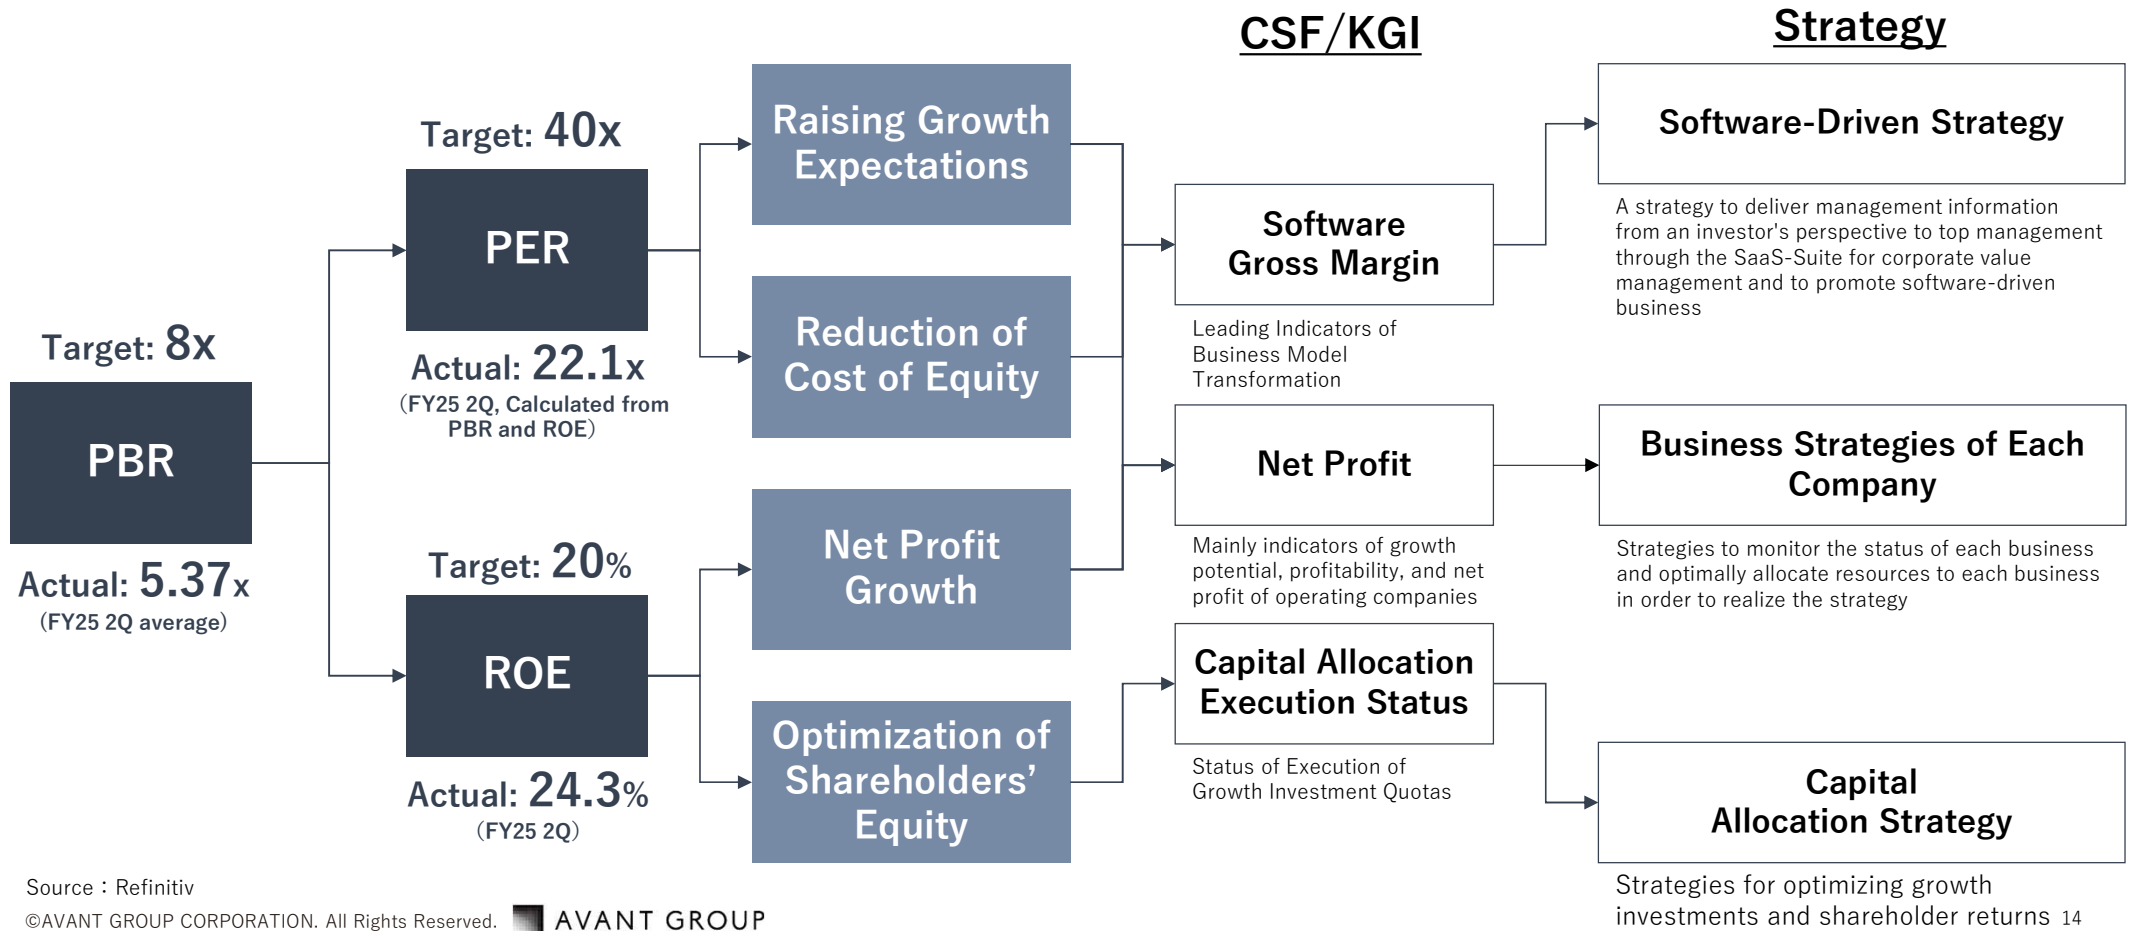 CSF/KGI
Strategy
Target: 8x
PBR
Actual: 5.37x
(FY25 2Q average)
Target: 40x
PER
Actual: 22.1x
(FY25 2Q, Calculated from
PBR and ROE)
Target: 20%
ROE
Actual: 24.3%
(FY25 2Q)
Raising Growth
Expectations
Reduction of
Cost of Equity
Net Profit
Growth
Optimization of
Shareholders’
Equity
Software
Gross Margin
Leading Indicators of
Business Model
Transformation
Net Profit
Mainly indicators of growth
potential, profitability, and net
profit of operating companies
Capital Allocation
Execution Status
Status of Execution of
Growth Investment Quotas
Software-Driven Strategy
A strategy to deliver management information
from an investor's perspective to top management
through the SaaS-Suite for corporate value
management and to promote software-driven
business
Business Strategies of Each
Company
Strategies to monitor the status of each business
and optimally allocate resources to each business
in order to realize the strategy
Capital
Allocation Strategy
Strategies for optimizing growth
investments and shareholder returns
Source：Refinitiv
©AVANT GROUP CORPORATION. All Rights Reserved.
AVANT GROUP
14